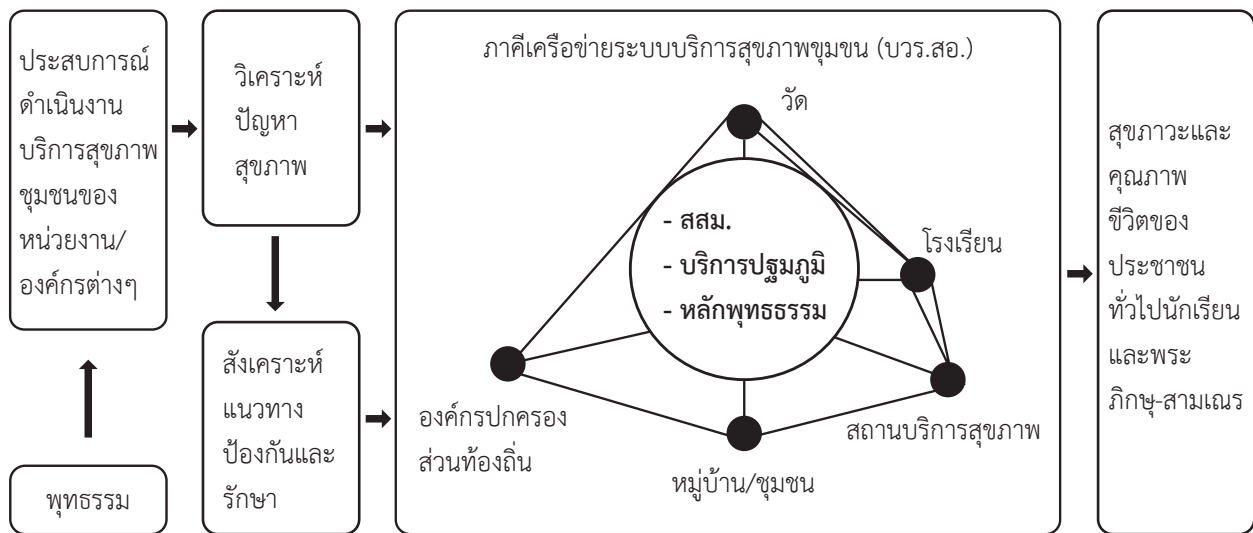 ประสบการณ์
ดำเนินงาน
บริการสุขภาพ
ชุมชนของ
หน่วยงาน/
องค์กรต่างๆ
พุทธรรม
วิเคราะห์
ปัญหา
สุขภาพ
สังเคราะห์
แนวทาง
ป้องกันและ
รักษา
ภาคีเครือข่ายระบบบริการสุขภาพขุมขน (บวร.สอ.)
วัด
โรงเรียน
- สสม.
- บริการปฐมภูมิ
- หลักพุทธธรรม
องค์กรปกครอง
ส่วนท้องถิ่น
หมู่บ้าน/ชุมชน
สถานบริการสุขภาพ
สุขภาวะและ
คุณภาพ
ชีวิตของ
ประชาชน
ทั่วไปนักเรียน
และพระ
ภิกษุ-สามเณร